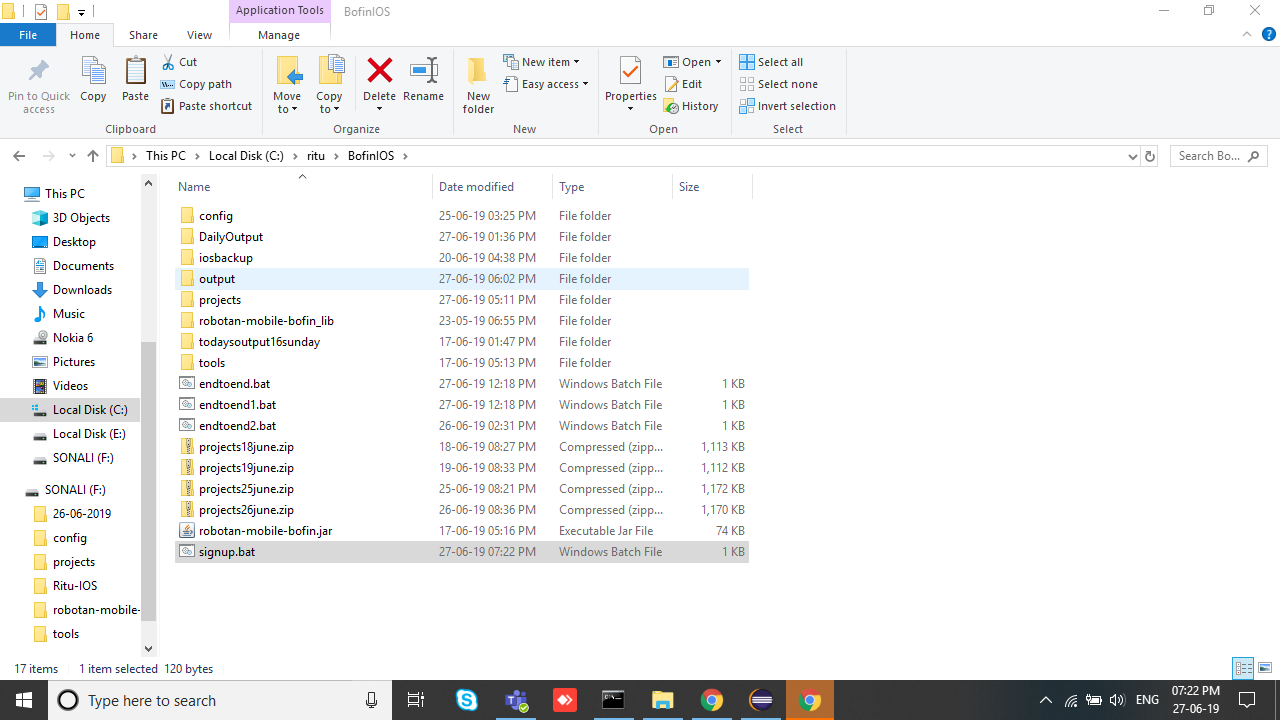 Application Tools BofinIOS
File Home Share View Manage
Pin to Quick access
Copy
Paste
Cut
Copy path
Paste shortcut
Clipboard
Move to
Copy to
Delete
Rename
Organize
New folder
New item
Easy access
New
Properties
Open
Edit
History
Open
Select all
Select none
Invert selection
Select
This PC Local Disk (C:) ritu BofinIOS
Search Bo...
This PC
3D Objects
Desktop
Documents
Downloads
Music
Nokia 6
Pictures
Videos
Local Disk (C:)
Local Disk (E:)
SONALI (F:)
SONALI (F:)
26-06-2019
config
projects
Ritu-IOS
robotan-mobile-
tools
Name Date modified Type Size
config 25-06-19 03:25 PM File folder
DailyOutput 27-06-19 01:36 PM File folder
iosbackup 20-06-19 04:38 PM File folder
output 27-06-19 06:02 PM File folder
projects 27-06-19 05:11 PM File folder
robotan-mobile-bofin_lib 23-05-19 06:55 PM File folder
todaysoutput16sunday 17-06-19 01:47 PM File folder
tools 17-06-19 05:13 PM File folder
endtoend.bat 27-06-19 12:18 PM Windows Batch File 1 KB
endtoend1.bat 27-06-19 12:18 PM Windows Batch File 1 KB
endtoend2.bat 26-06-19 02:31 PM Windows Batch File 1 KB
projects18june.zip 18-06-19 08:27 PM Compressed (zipp... 1,113 KB
projects19june.zip 19-06-19 08:33 PM Compressed (zipp... 1,112 KB
projects25june.zip 25-06-19 08:21 PM Compressed (zipp... 1,172 KB
projects26june.zip 26-06-19 08:36 PM Compressed (zipp... 1,170 KB
robotan-mobile-bofin.jar 17-06-19 05:16 PM Executable Jar File 74 KB
signup.bat 27-06-19 07:22 PM Windows Batch File 1 KB
17 items 1 item selected 120 bytes
Type here to search
ENG
07:22 PM
27-06-19